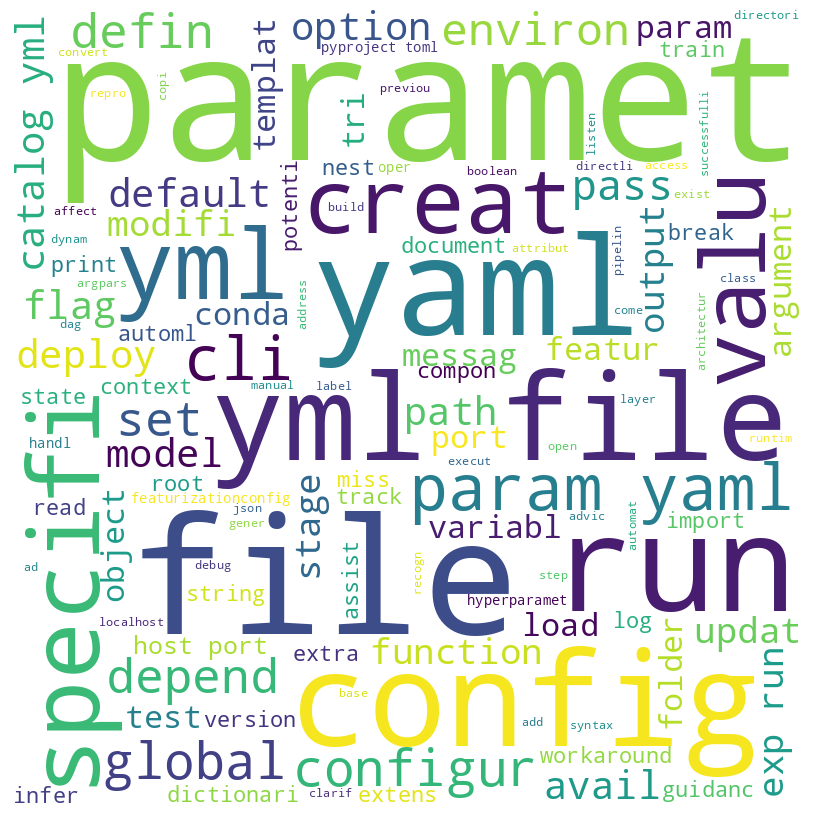 directori
defin
option
environ
param
pyproject toml
train
convert
paramet
catalog yml
repro
copi
templat
previou
tri
listen
successfulli
nest
oper
boolean
directli
access
default
potenti
creat
pass
exist
affect
build
modifi
yml
yaml
document
attribut
pipelin
output
break
valu
argument
dynam
print
class
argpars
flag
conda
address
come
architectur
dag
automl
messag
featur
deploy
cli
compon
state
context
manual
label
yml file
path
layer
set
port
open
model
runtim
handl
execut
specifi
root
miss
param yaml
featurizationconfig
track
read
object
json
stage
variabl
advic
import
gener
file
run
automat
debug
recogn
step
ad
string
assist
hyperparamet
localhost
load
log
updat
host port
extra
function
folder
exp run
depend
config
base
test
version
add
syntax
global
configur
workaround
avail
guidanc
infer
dictionari
clarif
extens